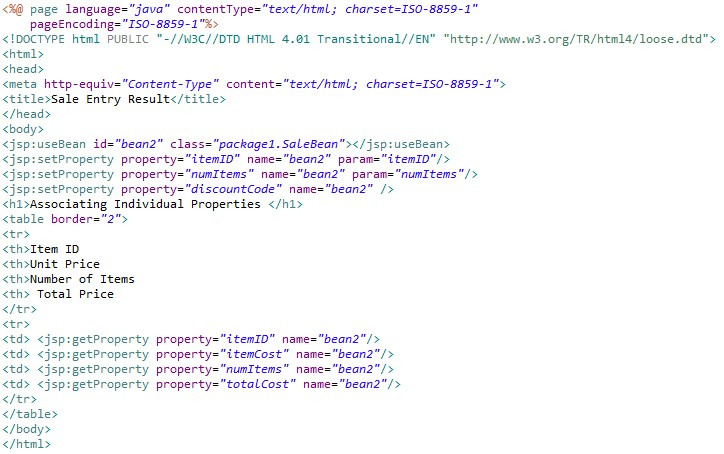 <%@ page language="java" contentType="text/html; charset=ISO-8859-1"
    pageEncoding="ISO-8859-1"%>
<!DOCTYPE html PUBLIC "-//W3C//DTD HTML 4.01 Transitional//EN" "http://www.w3.org/TR/html4/loose.dtd">
<html>
<head>
<meta http-equiv="Content-Type" content="text/html; charset=ISO-8859-1">
<title>Sale Entry Result</title>
</head>
<body>
<jsp:useBean id="bean2" class="package1.SaleBean"></jsp:useBean>
<jsp:setProperty property="itemID" name="bean2" param="itemID"/>
<jsp:setProperty property="numItems" name="bean2" param="numItems"/>
<jsp:setProperty property="discountCode" name="bean2" />
<h1>Associating Individual Properties </h1>
<table border="2">
<tr>
<th>Item ID
<th>Unit Price
<th>Number of Items
<th> Total Price
</tr>
<tr>
<td> <jsp:getProperty property="itemID" name="bean2"/>
<td> <jsp:getProperty property="itemCost" name="bean2"/>
<td> <jsp:getProperty property="numItems" name="bean2"/>
<td> <jsp:getProperty property="totalCost" name="bean2"/>
</tr>
</table>
</body>
</html>